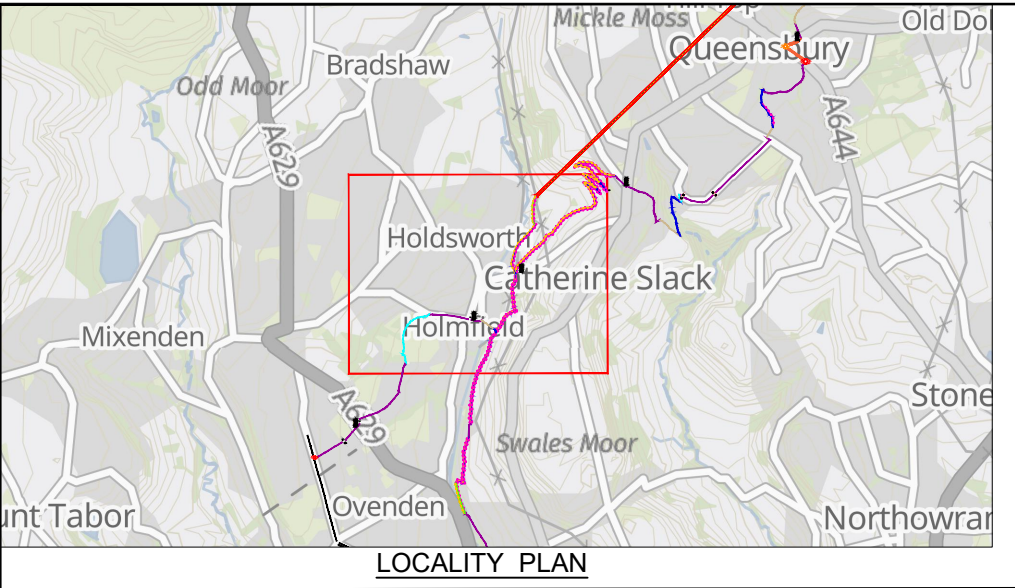 Mickle Moss
Old Dol
Queensbury
Bradshaw
Odd Moor
A629
A644
Holdsworth
Catherine Slack
Holmfield
Mixenden
Stone
A629
Swales Moor
Ovenden
unt Tabor
Northowrar
LOCALITY PLAN